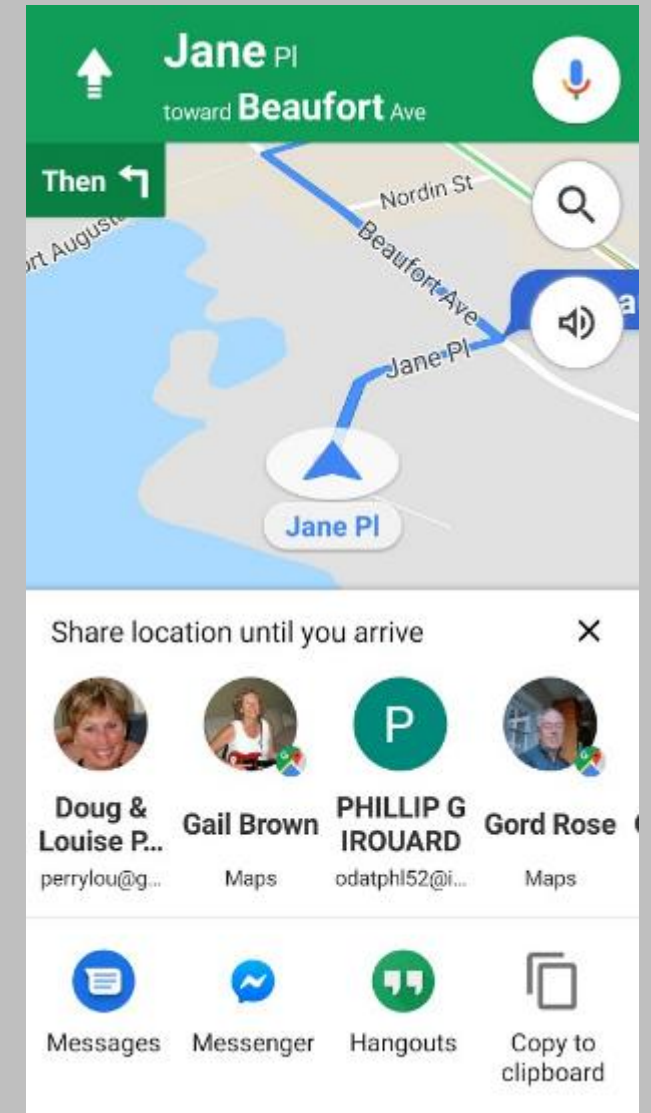 Jane Pl
toward Beaufort Ave
Then
Nordin St
Beaufort Ave
Jane Pl
Jane Pl
Share location until you arrive
P
Doug &
Louise P...
Gail Brown
PHILLIP G
IROUARD
Gord Rose
perrylou@g...
Maps
odatphl52@i...
Maps
Messages
Messenger
Hangouts
Copy to
clipboard